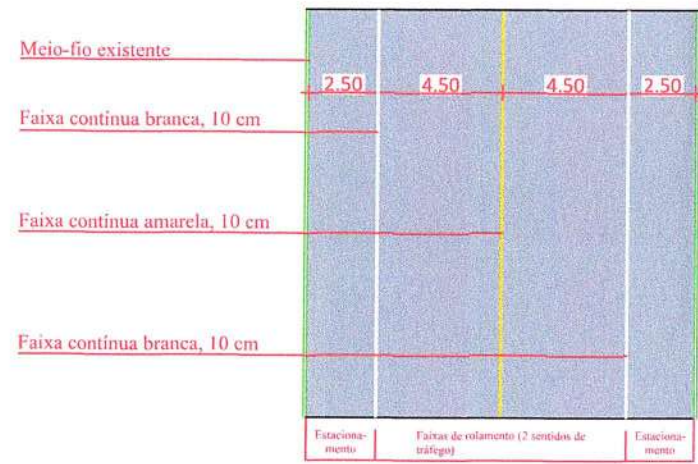 Meio-fio existente
2.50 4.50 4.50 2.50
Faixa contínua branca, 10 cm
Faixa contínua amarela, 10 cm
Faixa contínua branca, 10 cm
Estaciona-
mento
Faixas de rolamento (2 sentidos de
tráfego)
Estaciona-
mento